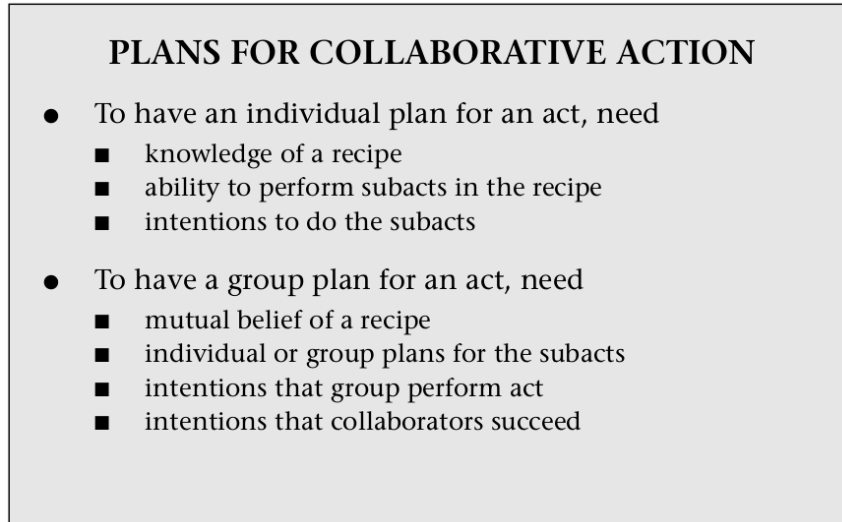 PLANS FOR COLLABORATIVE ACTION
● To have an individual plan for an act, need
■ knowledge of a recipe
■ ability to perform subacts in the recipe
■ intentions to do the subacts
● To have a group plan for an act, need
■ mutual belief of a recipe
■ individual or group plans for the subacts
■ intentions that group perform act
■ intentions that collaborators succeed